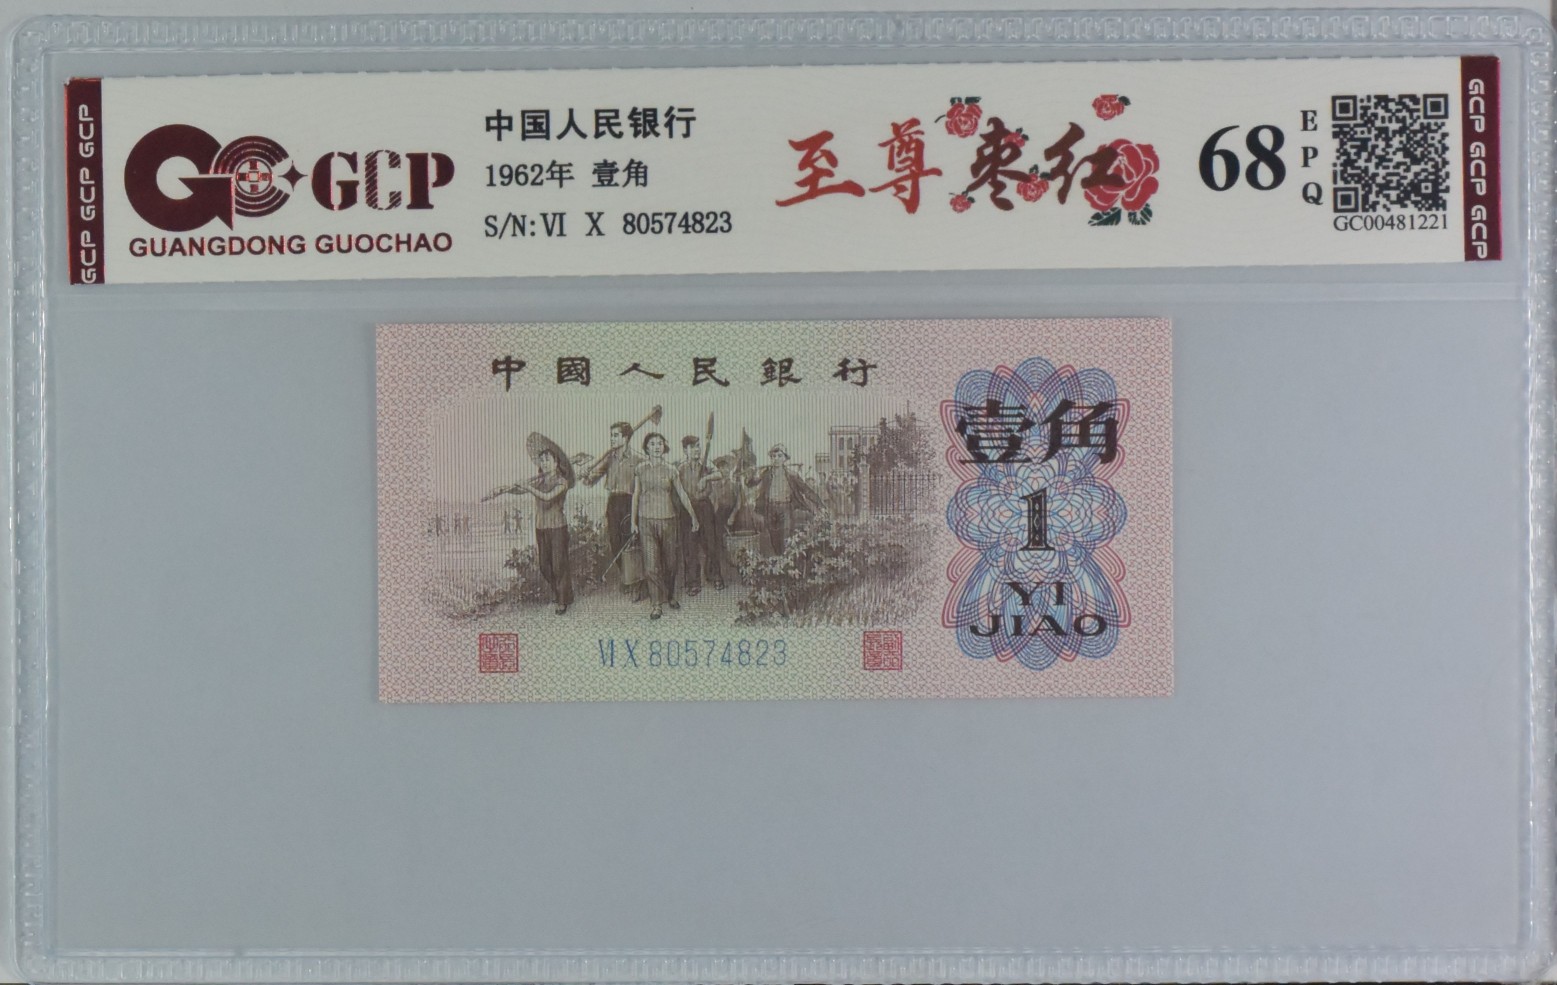 GCP GCP GCP
GCP
GUANGDONG GUOCHAO
中国人民银行
1962年 壹角
S/N:Ⅵ Ⅹ 80574823
至尊枣红
68
EPQ
GC00481221
GCP GCP GCP
中國人民銀行
壹角
1
YI
JIAO
ⅥⅩ80574823